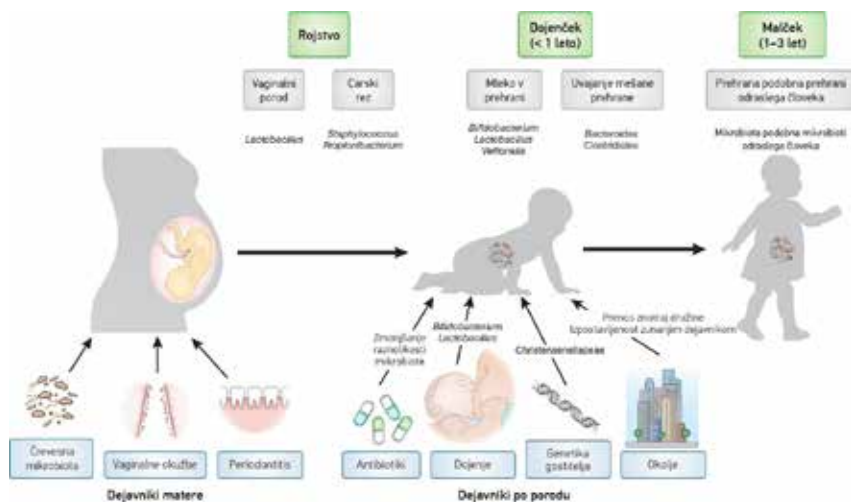 Rojstvo
Dojenček
(< 1 leto)
Malček
(1–3 let)
Vaginalni
porod
Carski
rez
Mleko v
prehrani
Uvajanje mešane
prehrane
Prehrana podobna prehrani
odraslega človeka
Lactobacillus
Staphylococcus
Propionibacterium
Bifidobacterium
Lactobacillus
Veillonella
Bacteroides
Clostridiales
Mikrobiota podobna mikrobioti
odraslega človeka
Zmanjšanje
raznolikosti
mikrobiote
Bifidobacterium
Lactobacillus
Christensenellaceae
Prenos znotraj družine
Izpostavljenost zunanjim dejavnikom
Črevesna
mikrobiota
Vaginalne okužbe
Periodontitis
Antibiotiki
Dojenje
Genetika
gostitelja
Okolje
Dejavniki matere
Dejavniki po porodu